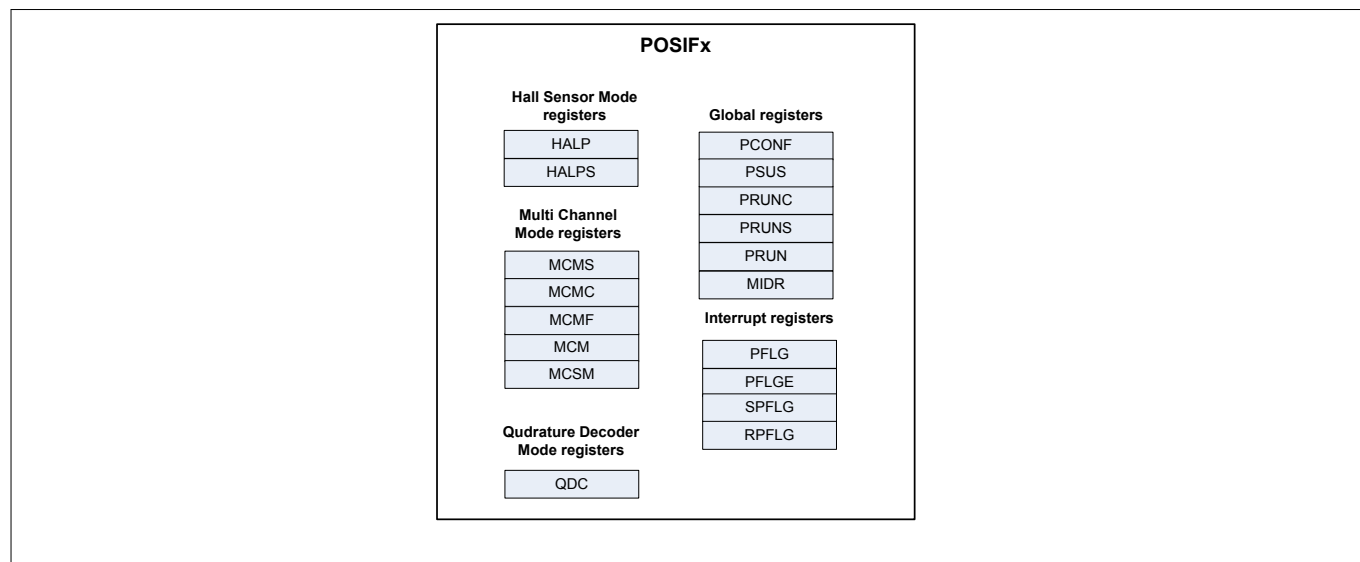 POSIFx
Hall Sensor Mode
registers
HALP
HALPS
Multi Channel
Mode registers
MCMS
MCMC
MCMF
MCM
MCSM
Qudrature Decoder
Mode registers
QDC
Global registers
PCONF
PSUS
PRUNC
PRUNS
PRUN
MIDR
Interrupt registers
PFLG
PFLGE
SPFLG
RPFLG